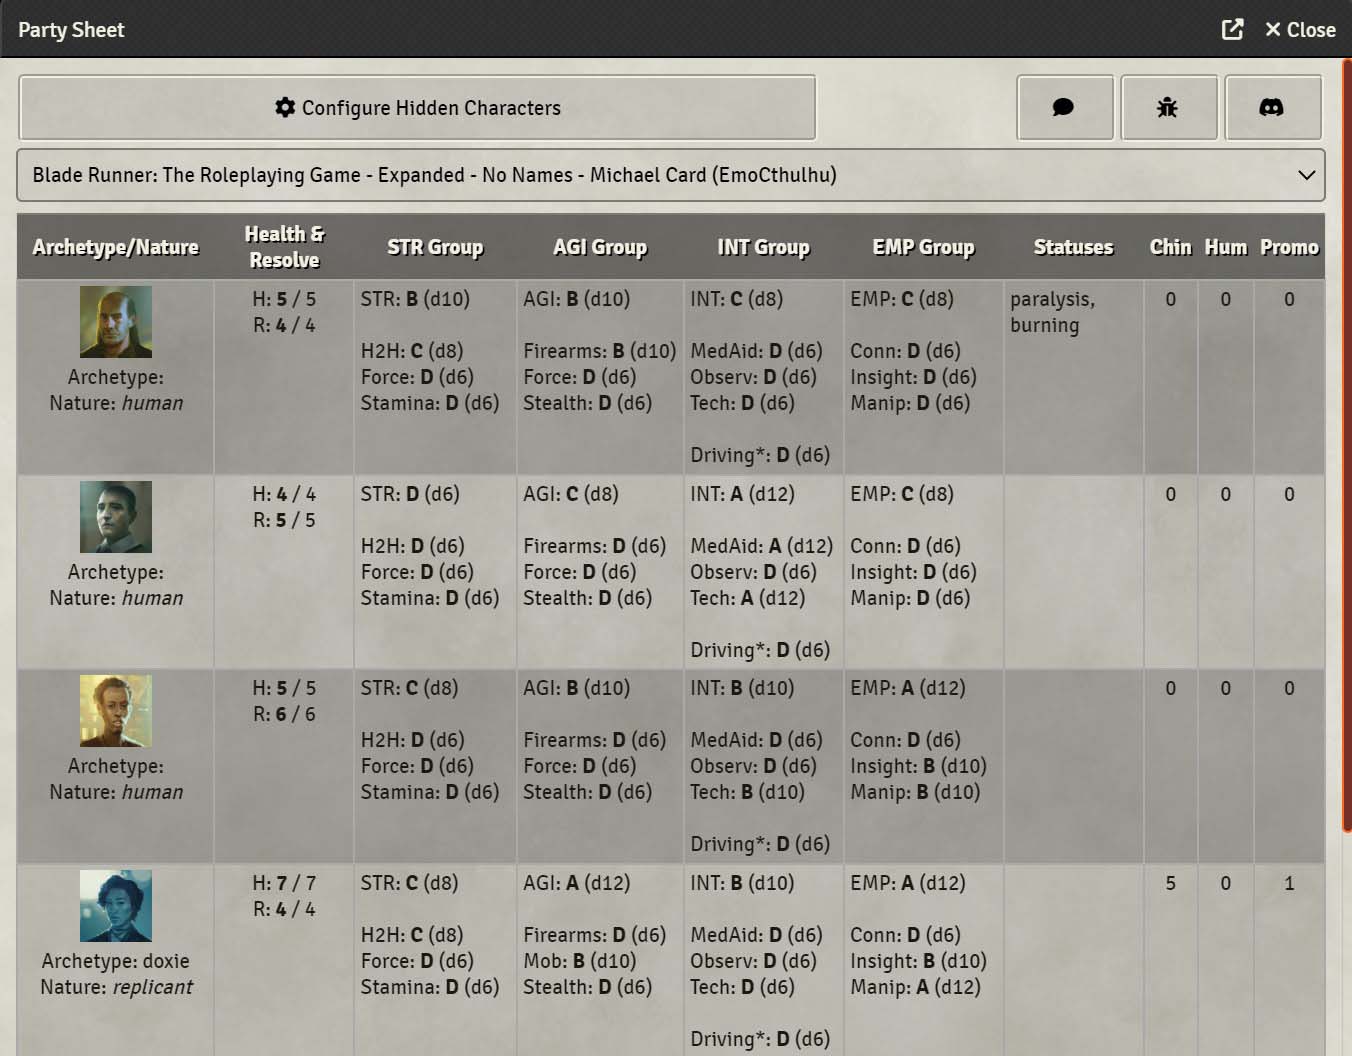 Party Sheet
Close
Configure Hidden Characters
Blade Runner: The Roleplaying Game - Expanded - No Names - Michael Card (EmoCthulhu)
Archetype/Nature
Health &
Resolve
STR Group
AGI Group
INT Group
EMP Group
Statuses
Chin
Hum
Promo
Archetype:
Nature: human
H: 5 / 5
R: 4 / 4
STR: B (d10)
H2H: C (d8)
Force: D (d6)
Stamina: D (d6)
AGI: B (d10)
Firearms: B (d10)
Force: D (d6)
Stealth: D (d6)
INT: C (d8)
MedAid: D (d6)
Observ: D (d6)
Tech: D (d6)
Driving*: D (d6)
EMP: C (d8)
Conn: D (d6)
Insight: D (d6)
Manip: D (d6)
paralysis,
burning
0
0
0
Archetype:
Nature: human
H: 4 / 4
R: 5 / 5
STR: D (d6)
H2H: D (d6)
Force: D (d6)
Stamina: D (d6)
AGI: C (d8)
Firearms: D (d6)
Force: D (d6)
Stealth: D (d6)
INT: A (d12)
MedAid: A (d12)
Observ: D (d6)
Tech: A (d12)
Driving*: D (d6)
EMP: C (d8)
Conn: D (d6)
Insight: D (d6)
Manip: D (d6)
0
0
0
Archetype:
Nature: human
H: 5 / 5
R: 6 / 6
STR: C (d8)
H2H: D (d6)
Force: D (d6)
Stamina: D (d6)
AGI: B (d10)
Firearms: D (d6)
Force: D (d6)
Stealth: D (d6)
INT: B (d10)
MedAid: D (d6)
Observ: D (d6)
Tech: B (d10)
Driving*: D (d6)
EMP: A (d12)
Conn: D (d6)
Insight: B (d10)
Manip: B (d10)
0
0
0
Archetype: doxie
Nature: replicant
H: 7 / 7
R: 4 / 4
STR: C (d8)
H2H: C (d8)
Force: D (d6)
Stamina: D (d6)
AGI: A (d12)
Firearms: D (d6)
Mob: B (d10)
Stealth: D (d6)
INT: B (d10)
MedAid: D (d6)
Observ: D (d6)
Tech: D (d6)
Driving*: D (d6)
EMP: A (d12)
Conn: D (d6)
Insight: B (d10)
Manip: A (d12)
5
0
1